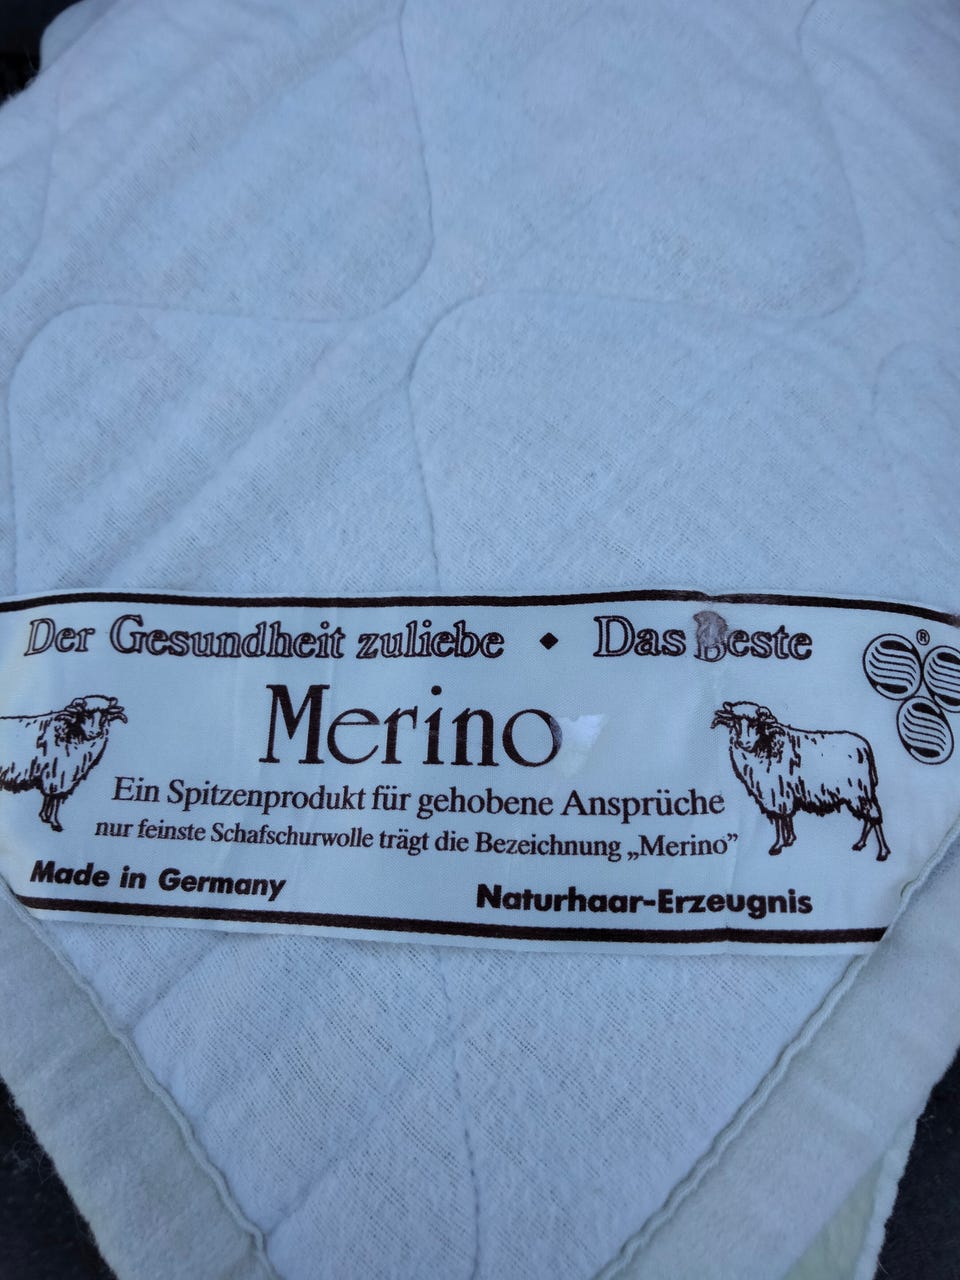 Der Gesundheit zuliebe ◆ Das Beste
®
Merino
Ein Spitzenprodukt für gehobene Ansprüche
nur feinste Schafschurwolle trägt die Bezeichnung „Merino”
Made in Germany
Naturhaar-Erzeugnis